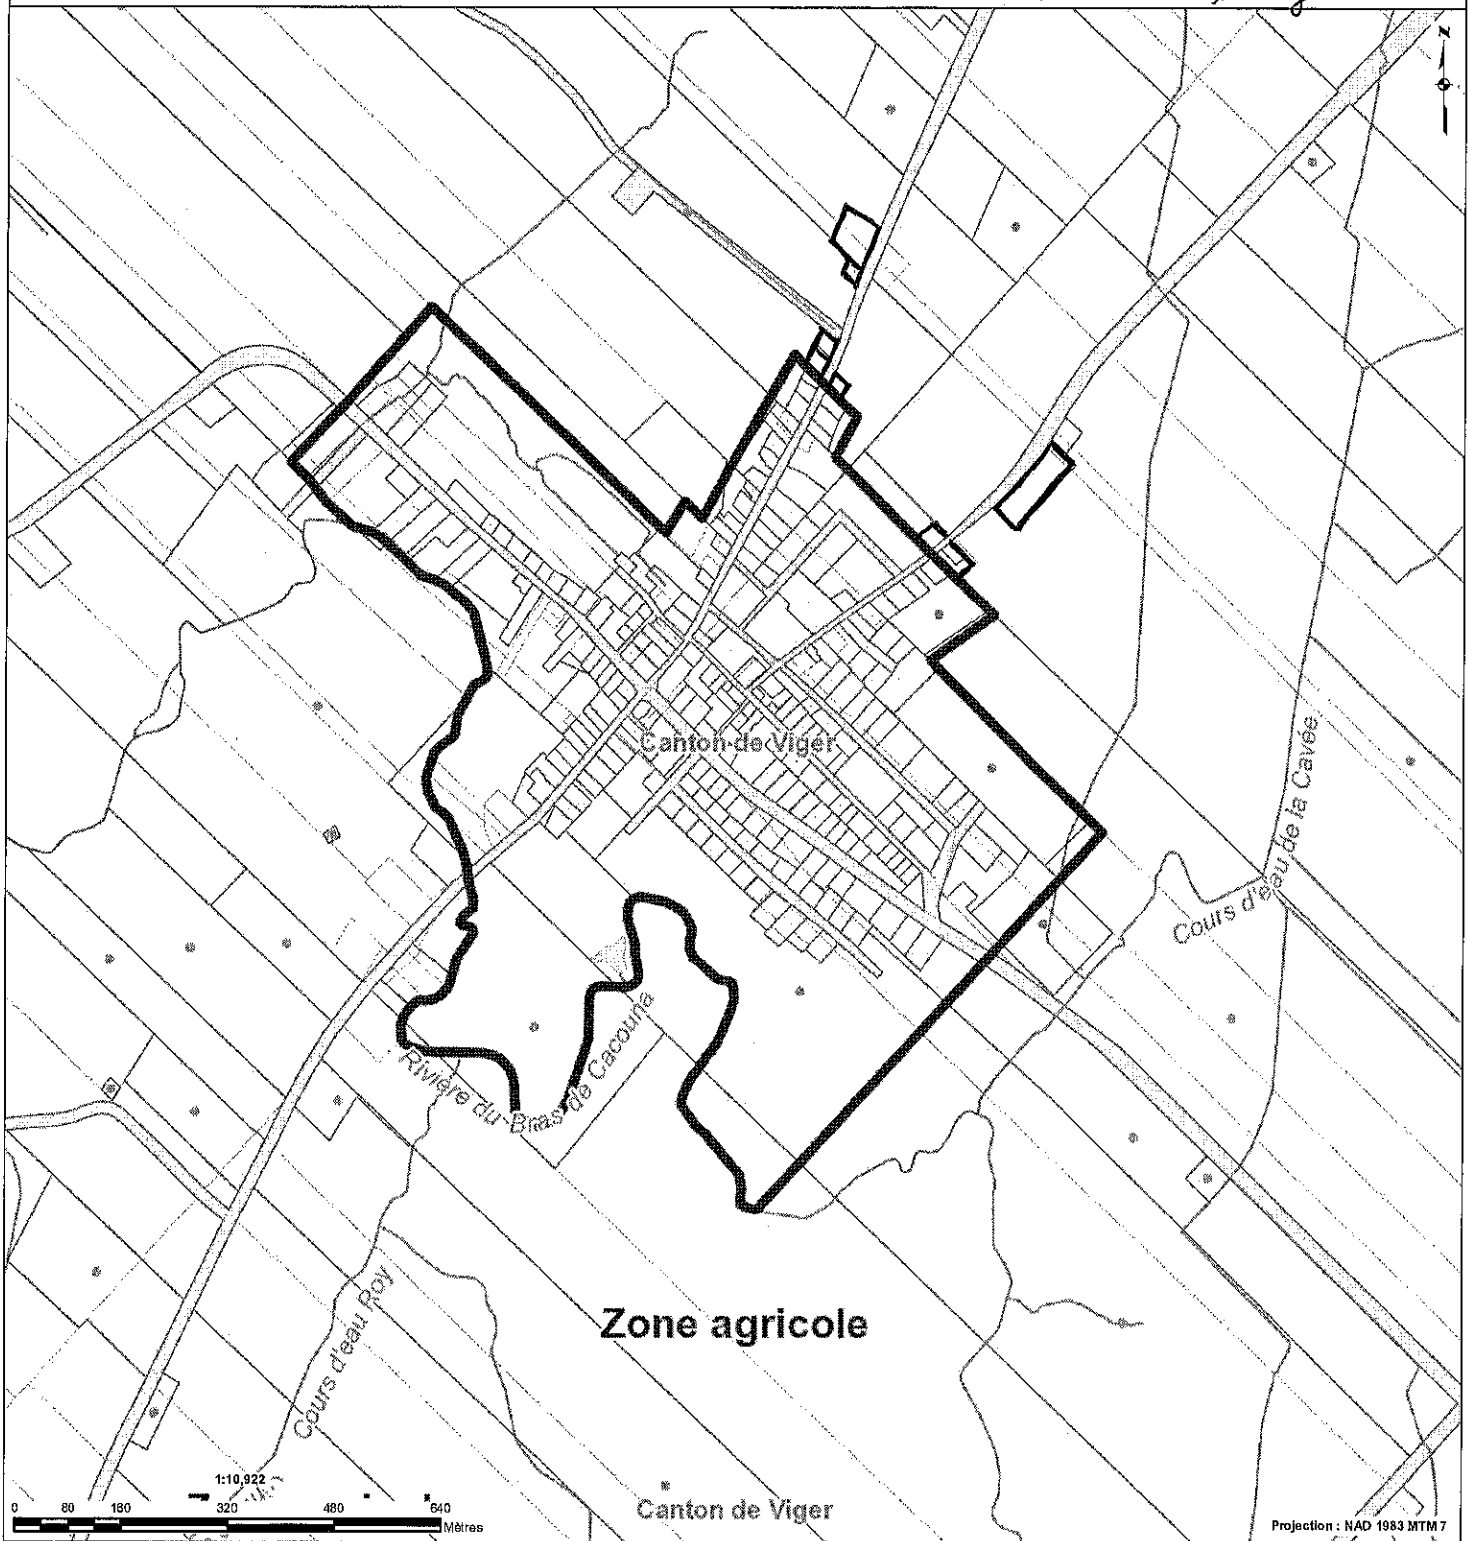 z
Canton de Viger
Cours d'eau de la Cavée
Rivière du Bras de Cacouna
Cours d'eau Roy
Zone agricole
Canton de Viger
1:10,922
0 80 160 320 480 640
Mètres
Projection : NAD 1983 MTM 7